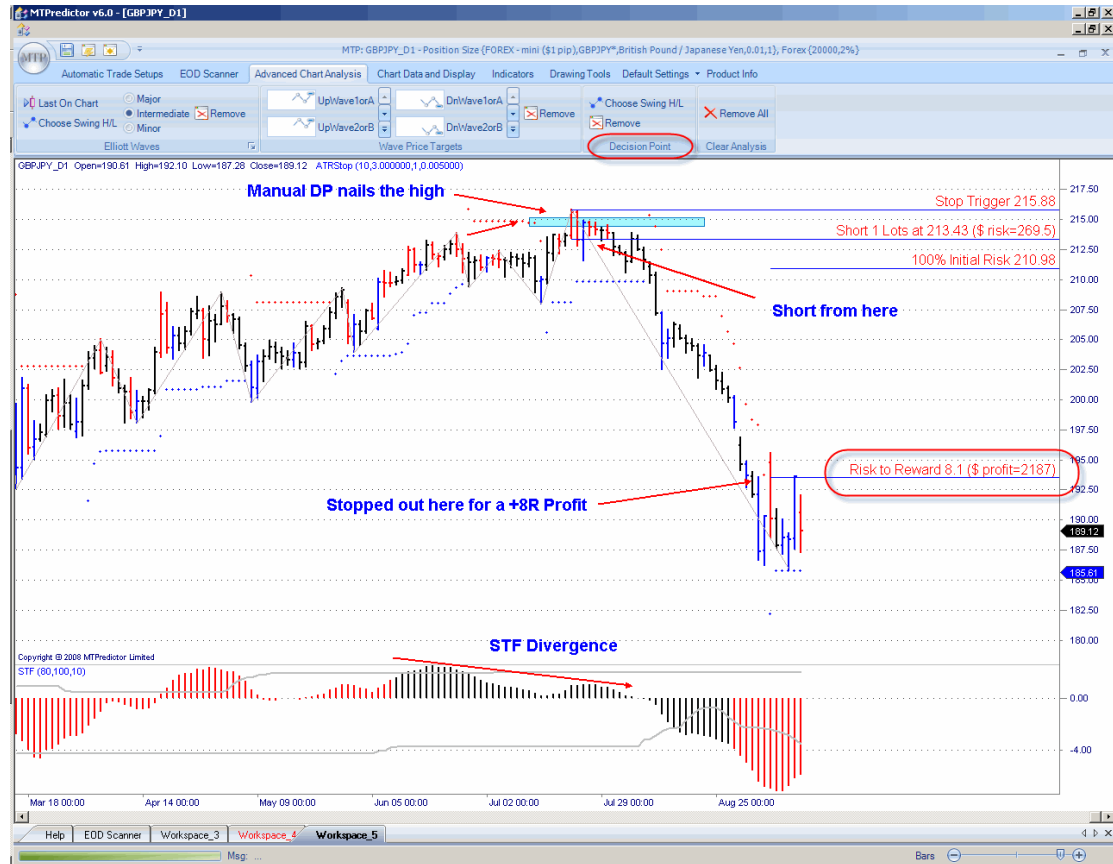 MTPredictor v6.0 - [GBPJPY_D1]
MTP: GBPJPY_D1 - Position Size {FOREX - mini ($1 pip),GBPJPY*,British Pound / Japanese Yen,0.01,1}, Forex {20000,2%}
MTP
Automatic Trade Setups EOD Scanner Advanced Chart Analysis Chart Data and Display Indicators Drawing Tools Default Settings Product Info
Last On Chart Major UpWave1orA DnWave1orA Choose Swing H/L
Choose Swing H/L Intermediate Remove Remove Remove Remove All
Minor UpWave2orB DnWave2orB
Elliott Waves Wave Price Targets Decision Point Clear Analysis
GBPJPY_D1 Open=190.61 High=192.10 Low=187.28 Close=189.12 ATRStop (10,3.000000,1,0.005000)
Manual DP nails the high
217.50
Stop Trigger 215.88
215.00
Short 1 Lots at 213.43 ($ risk=269.5)
212.50
100% Initial Risk 210.98
210.00
Short from here
207.50
205.00
202.50
200.00
197.50
195.00
Risk to Reward 8.1 ($ profit=2187)
Stopped out here for a +8R Profit
192.50
190.00
189.12
187.50
185.61
185.00
182.50
180.00
STF Divergence
Copyright © 2008 MTPredictor Limited
STF (80,100,10)
0.00
-4.00
Mar 18 00:00 Apr 14 00:00 May 09 00:00 Jun 05 00:00 Jul 02 00:00 Jul 29 00:00 Aug 25 00:00
Help EOD Scanner Workspace_3 Workspace_4 Workspace_5
Msg: ... Bars